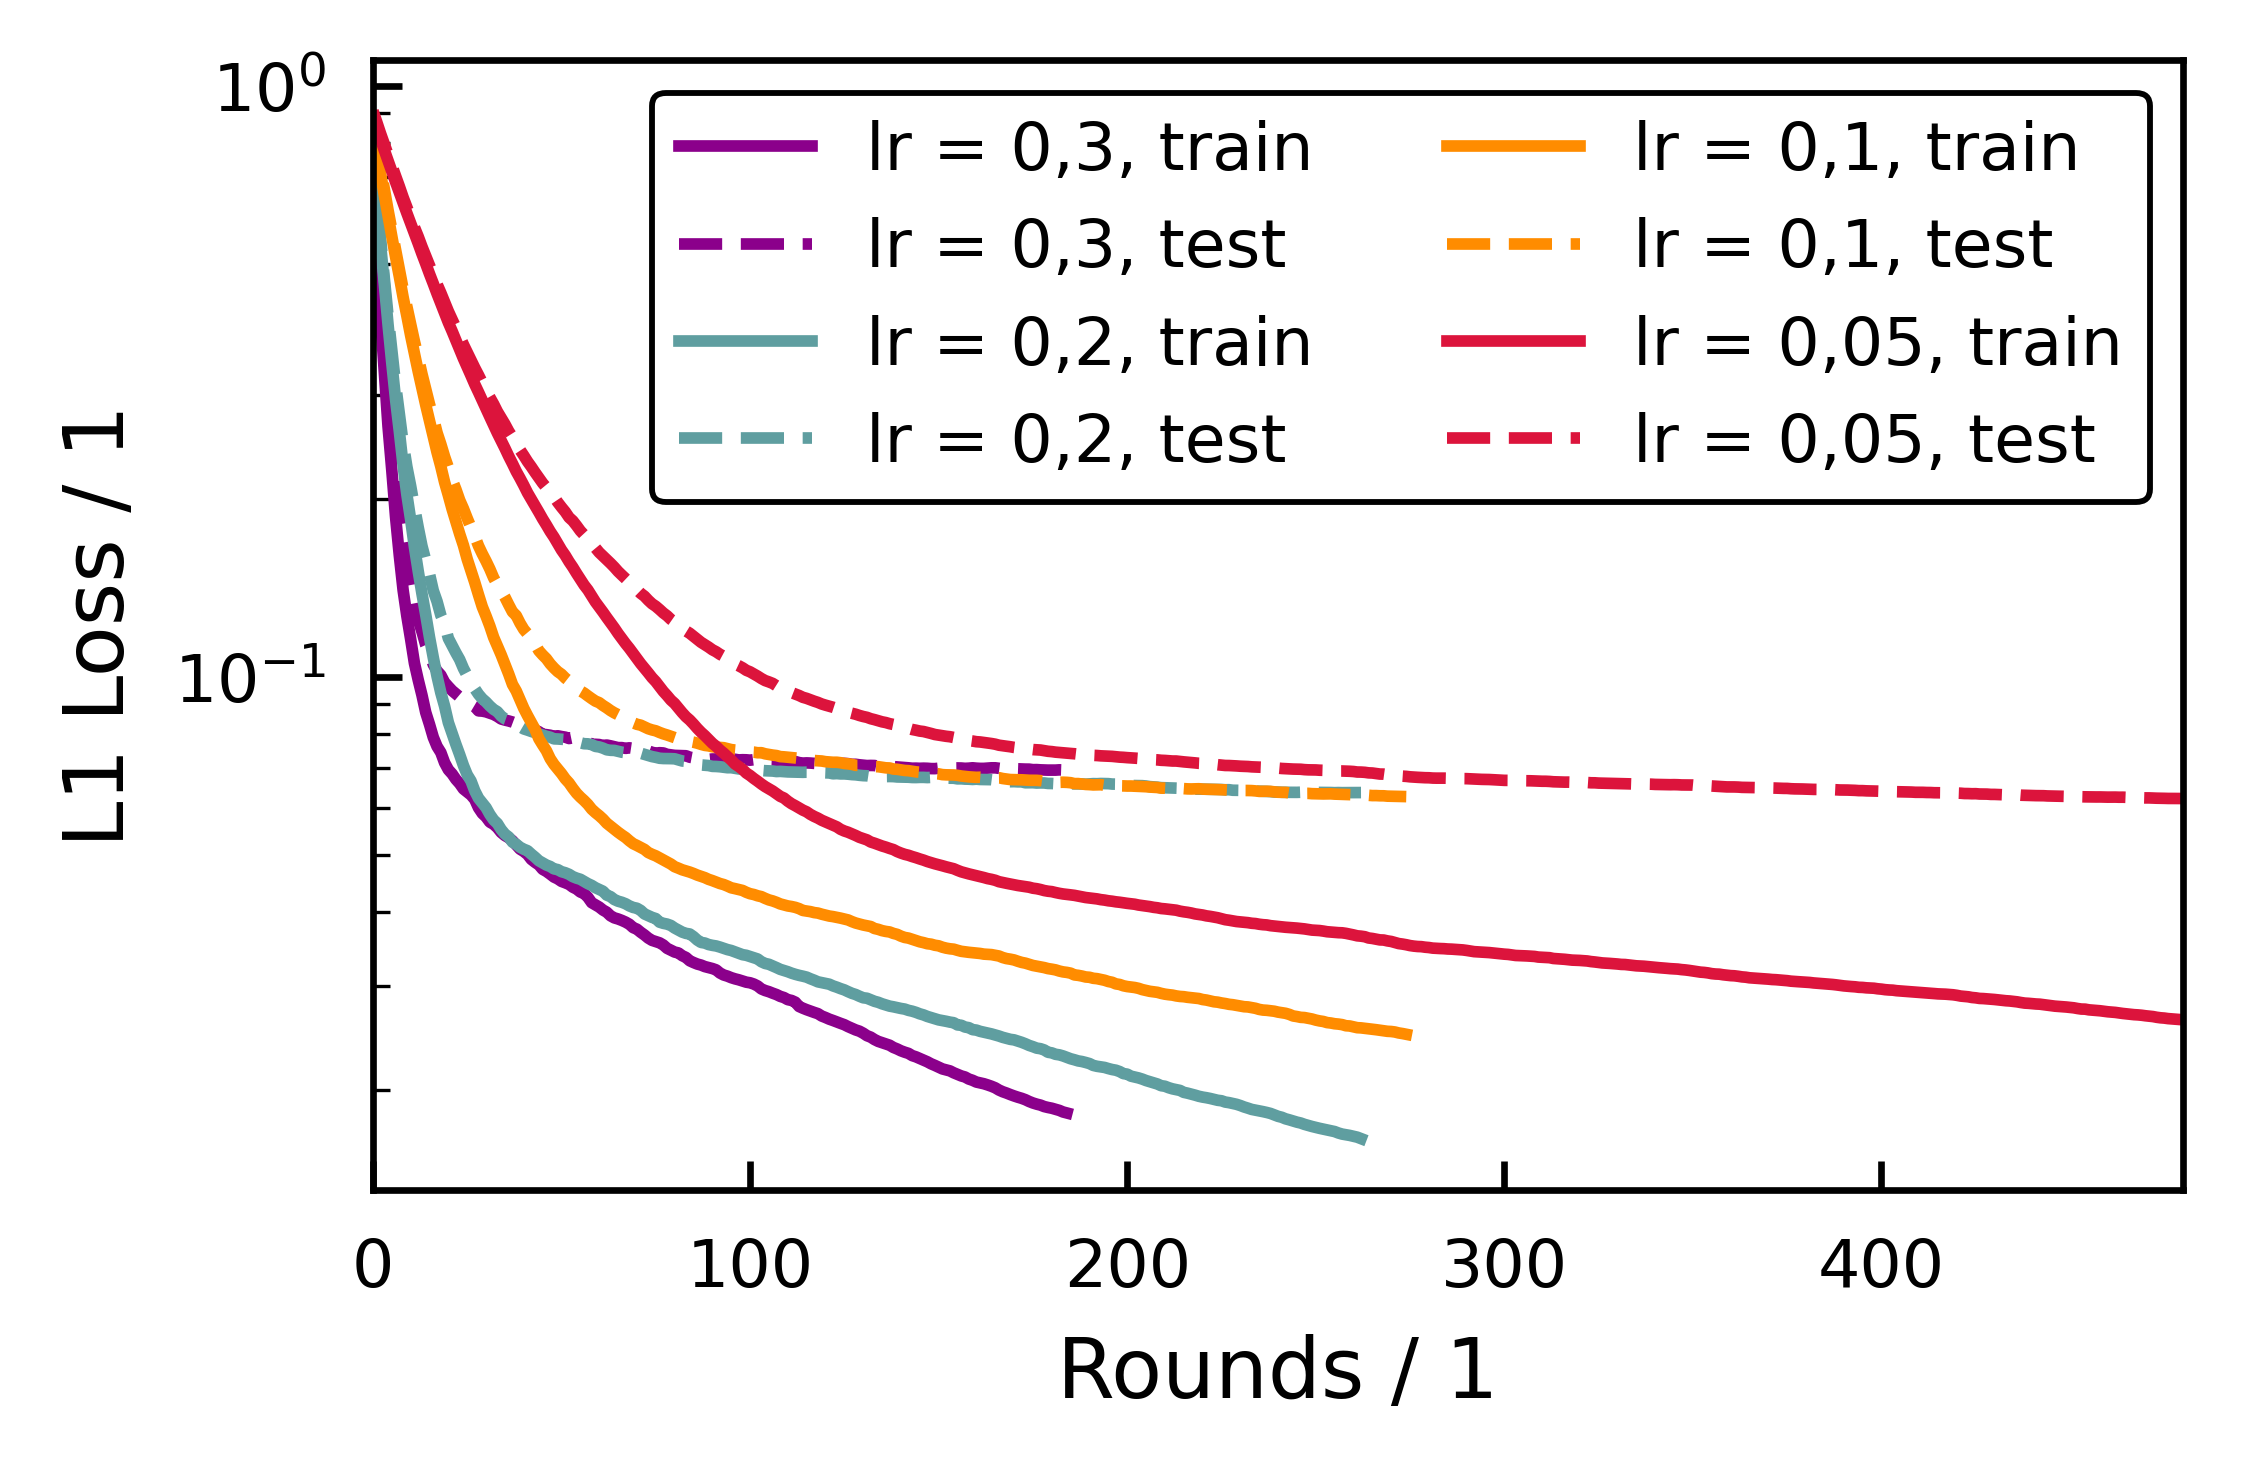 10⁰
10⁻¹
L1 Loss / 1
lr = 0,3, train
lr = 0,3, test
lr = 0,2, train
lr = 0,2, test
lr = 0,1, train
lr = 0,1, test
lr = 0,05, train
lr = 0,05, test
0 100 200 300 400
Rounds / 1